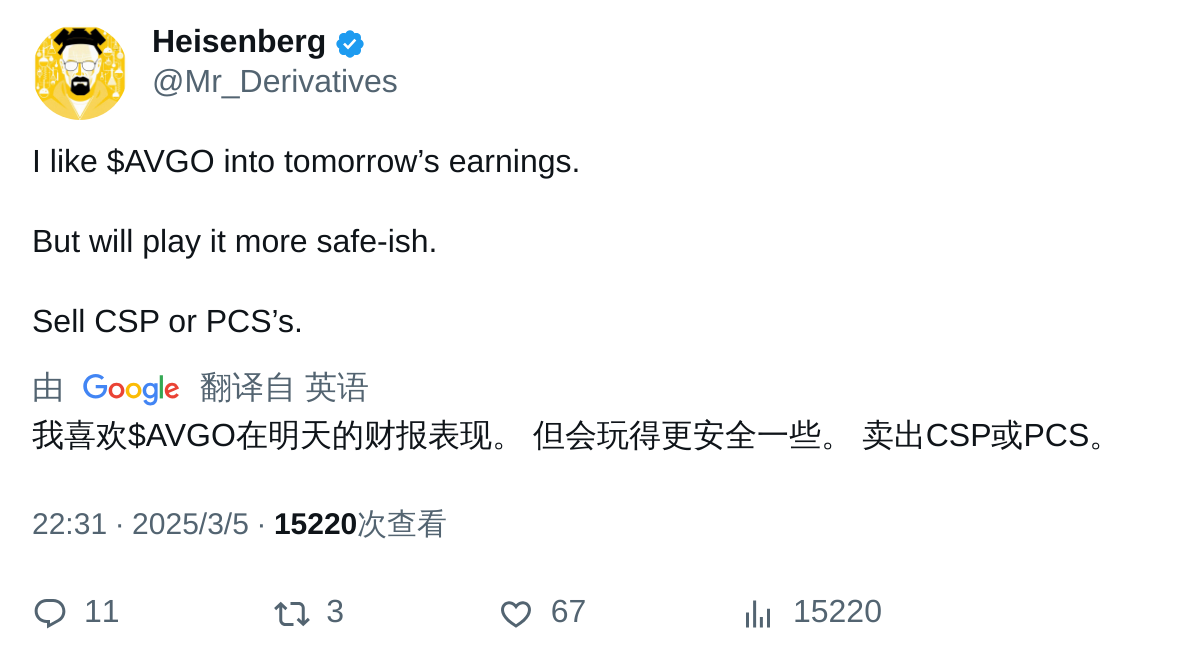 Heisenberg
@Mr_Derivatives
I like $AVGO into tomorrow’s earnings.
But will play it more safe-ish.
Sell CSP or PCS’s.
由 Google 翻译自 英语
我喜欢$AVGO在明天的财报表现。 但会玩得更安全一些。 卖出CSP或PCS。
22:31 · 2025/3/5 · 15220次查看
11 3 67 15220